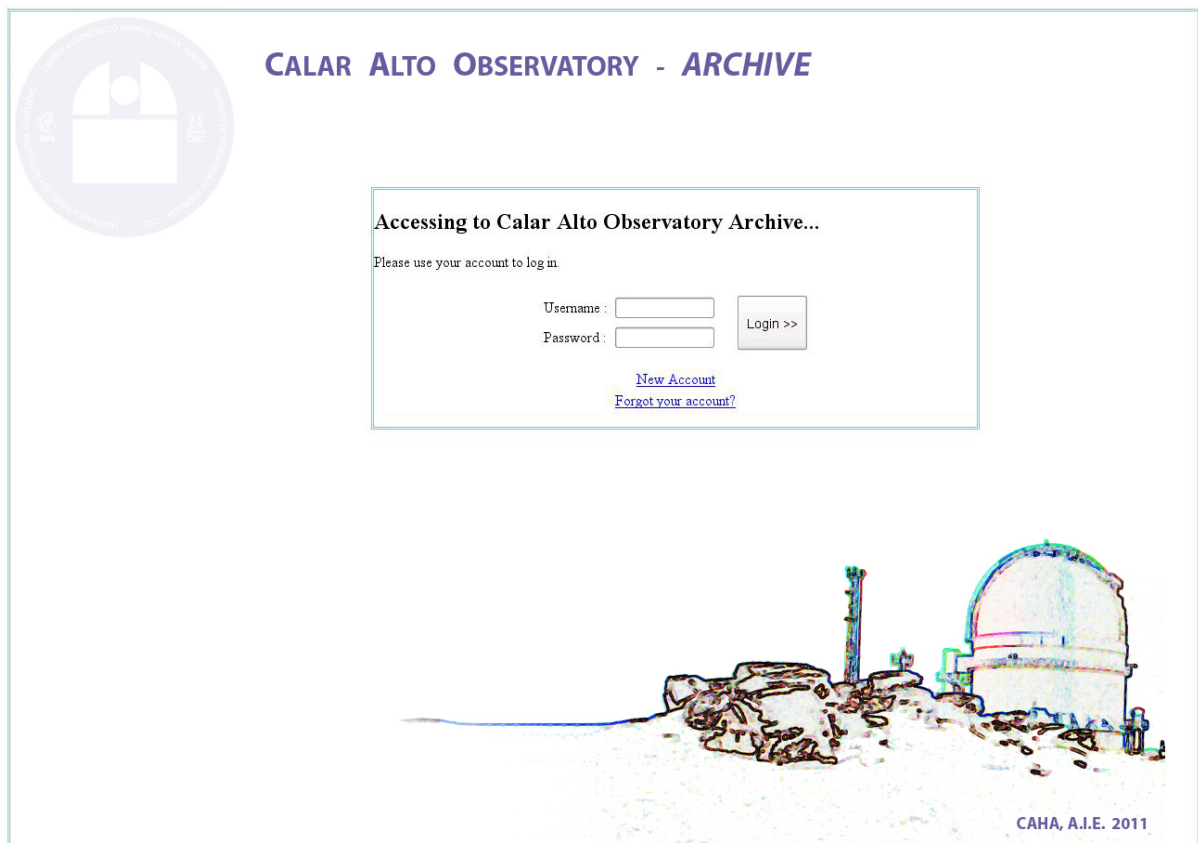 CALAR ALTO OBSERVATORY - ARCHIVE
Accessing to Calar Alto Observatory Archive...
Please use your account to log in.
Username :
Password :
Login >>
New Account
Forgot your account?
CAHA, A.I.E. 2011